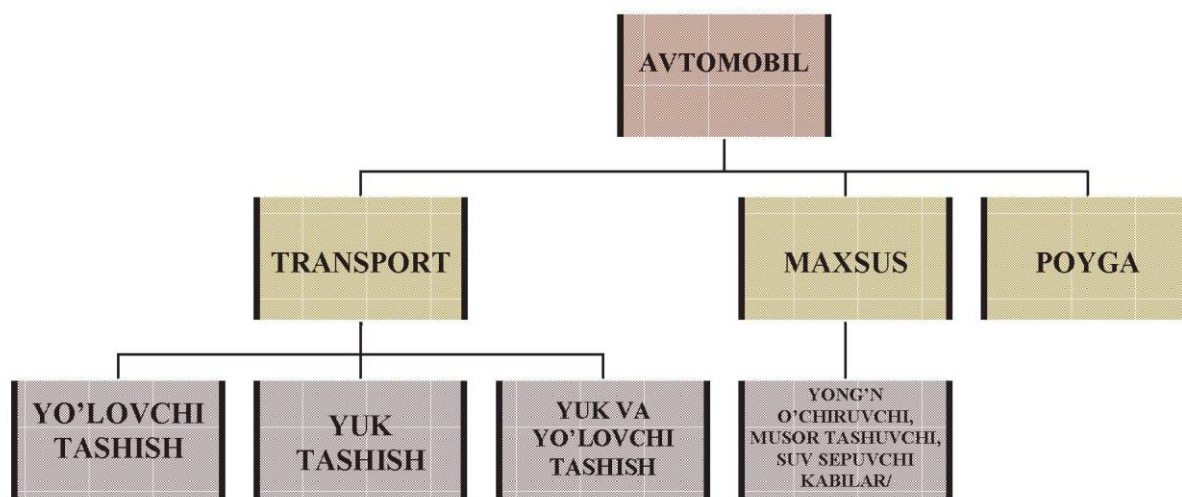 AVTOMOBIL
TRANSPORT
MAXSUS
POYGA
YO’LOVCHI
TASHISH
YUK
TASHISH
YUK VA
YO’LOVCHI
TASHISH
YONG’N
O’CHIRUVCHI,
MUSOR TASHUVCHI,
SUV SEPUVCHI
KABILAR/